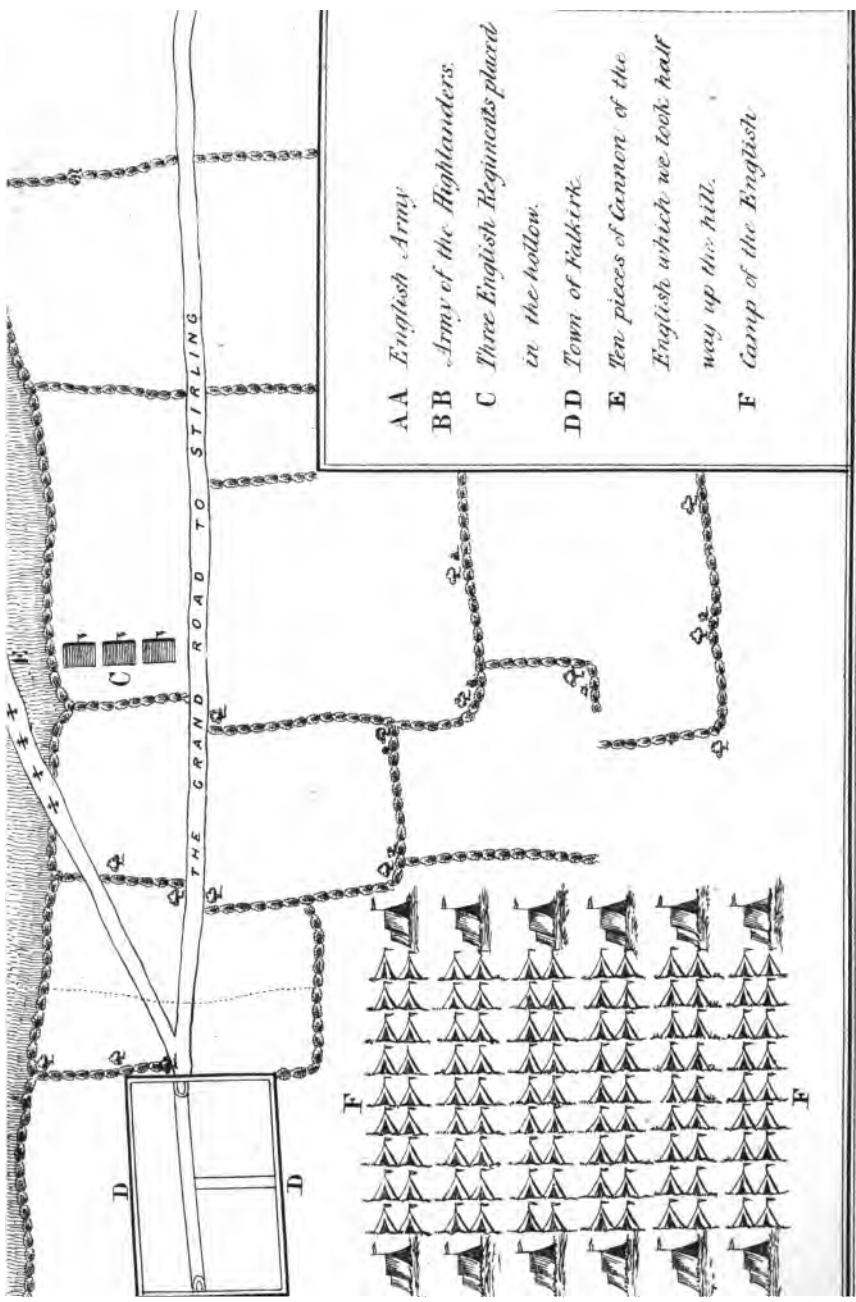 AA English Army
BB Army of the Highlanders.
C Three English Regiments placed
in the hollow.
DD Town of Falkirk.
E Ten pieces of Cannon of the
English which we took half
way up the hill.
F Camp of the English
THE GRAND ROAD TO STIRLING
E
C
D
D
F
F